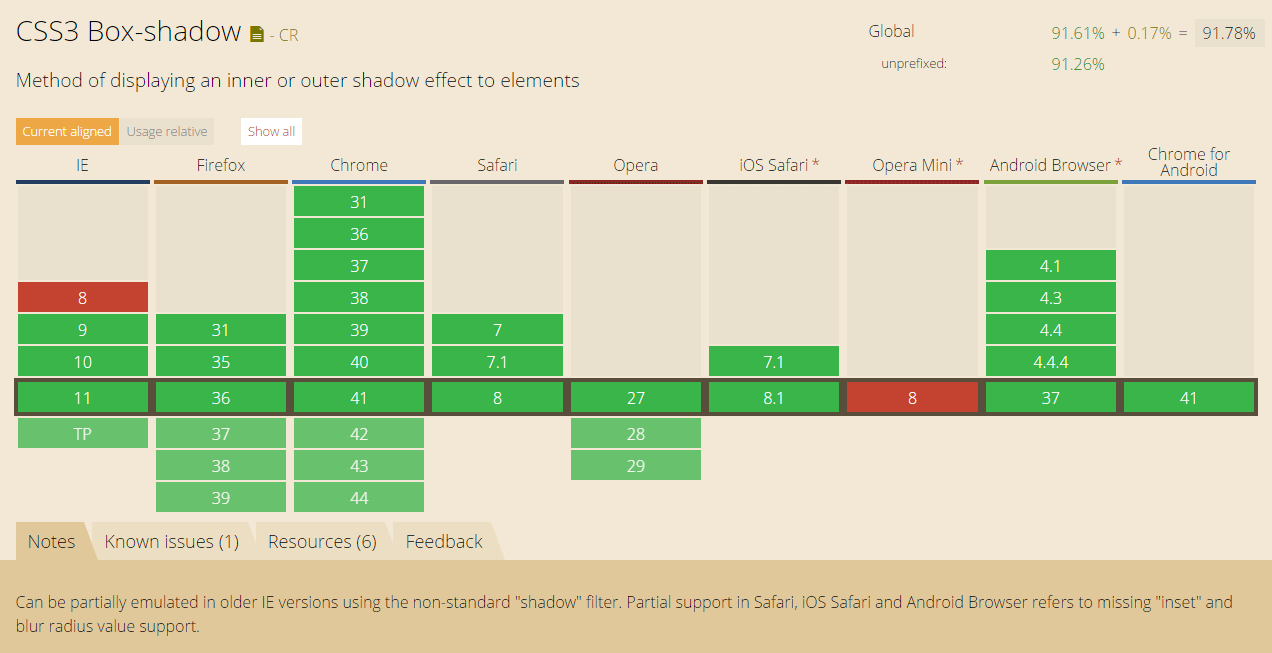 CSS3 Box-shadow - CR
Global 91.61% + 0.17% = 91.78%
unprefixed: 91.26%
Method of displaying an inner or outer shadow effect to elements
Current aligned Usage relative Show all
IE Firefox Chrome Safari Opera iOS Safari * Opera Mini * Android Browser * Chrome for Android
31
36
37 4.1
8 38 4.3
9 31 39 7 4.4
10 35 40 7.1 7.1 4.4.4
11 36 41 8 27 8.1 8 37 41
TP 37 42 28
38 43 29
39 44
Notes Known issues (1) Resources (6) Feedback
Can be partially emulated in older IE versions using the non-standard "shadow" filter. Partial support in Safari, iOS Safari and Android Browser refers to missing "inset" and
blur radius value support.